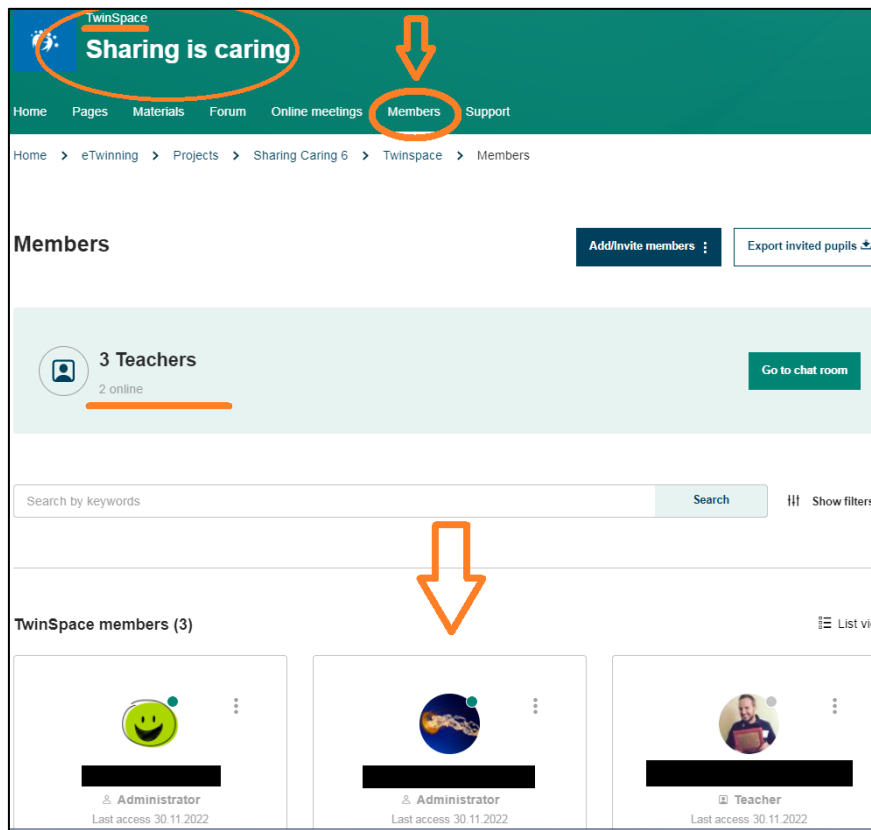 TwinSpace
Sharing is caring
Home Pages Materials Forum Online meetings Members Support
Home > eTwinning > Projects > Sharing Caring 6 > Twinspace > Members
Members
Add/Invite members
Export invited pupils
3 Teachers
2 online
Go to chat room
Search by keywords
Search
Show filters
TwinSpace members (3)
List vi
Administrator
Last access 30.11.2022
Administrator
Last access 30.11.2022
Teacher
Last access 30.11.2022